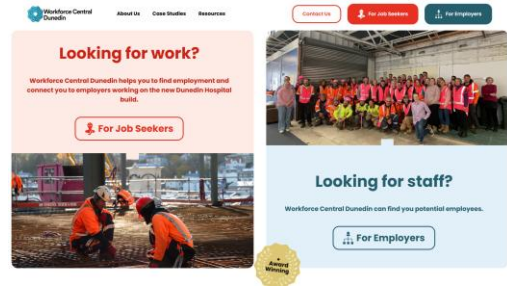 Workforce Central
Dunedin
About Us
Case Studies
Resources
Contact Us
For Job Seekers
For Employers
Looking for work?
Workforce Central Dunedin helps you to find employment and
connect you to employers working on the new Dunedin Hospital
build.
For Job Seekers
Looking for staff?
Workforce Central Dunedin can find you potential employees.
For Employers
Award
Winning